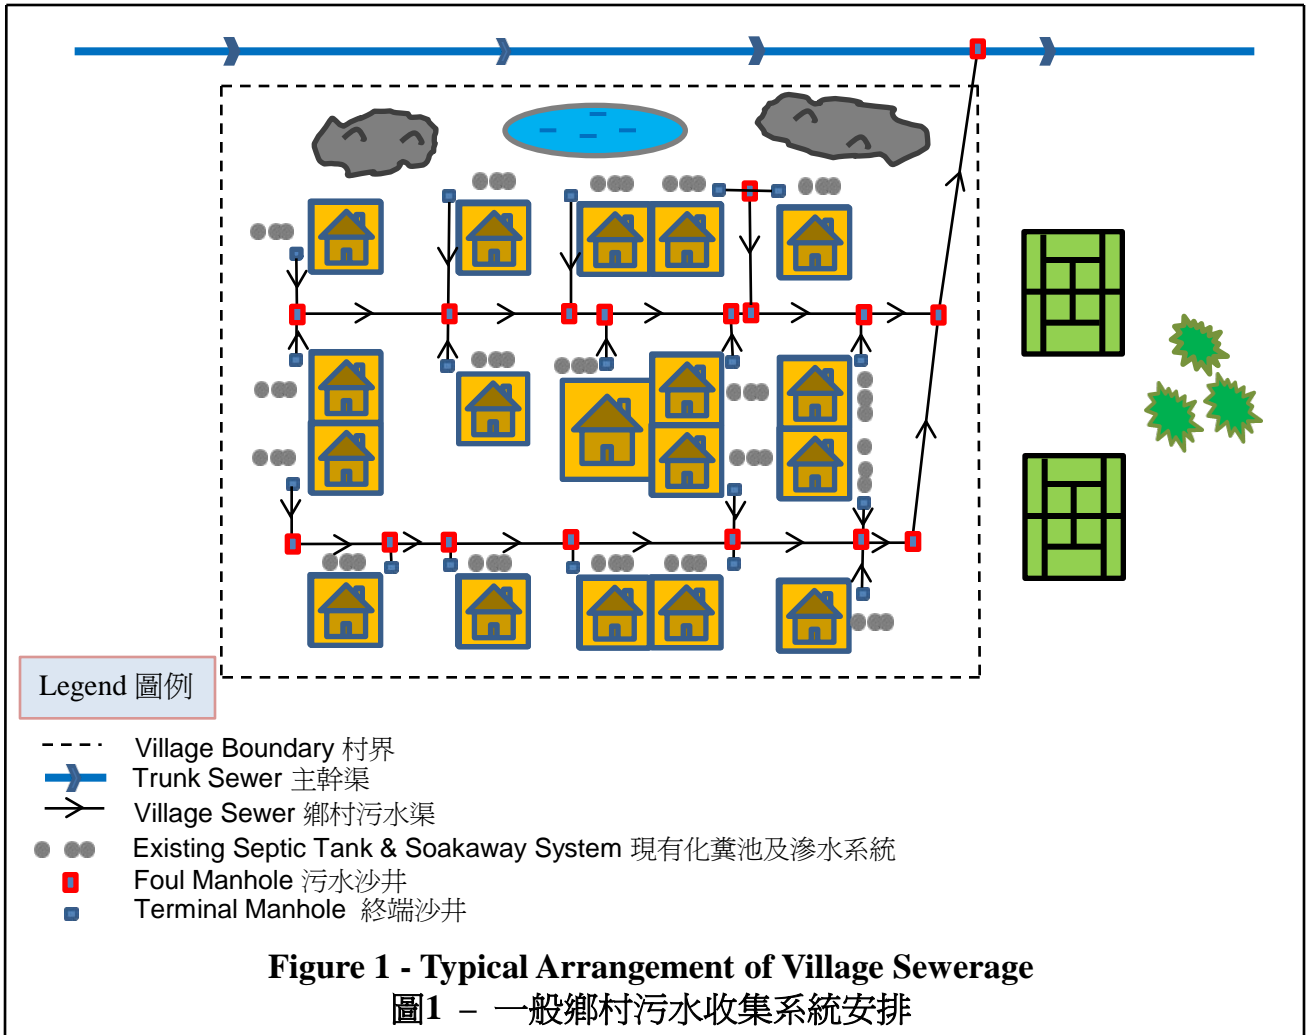 Legend 圖例
Village Boundary 村界
Trunk Sewer 主幹渠
Village Sewer 鄉村污水渠
Existing Septic Tank & Soakaway System 現有化糞池及滲水系統
Foul Manhole 污水沙井
Terminal Manhole 終端沙井
Figure 1 - Typical Arrangement of Village Sewerage
圖1 – 一般鄉村污水收集系統安排